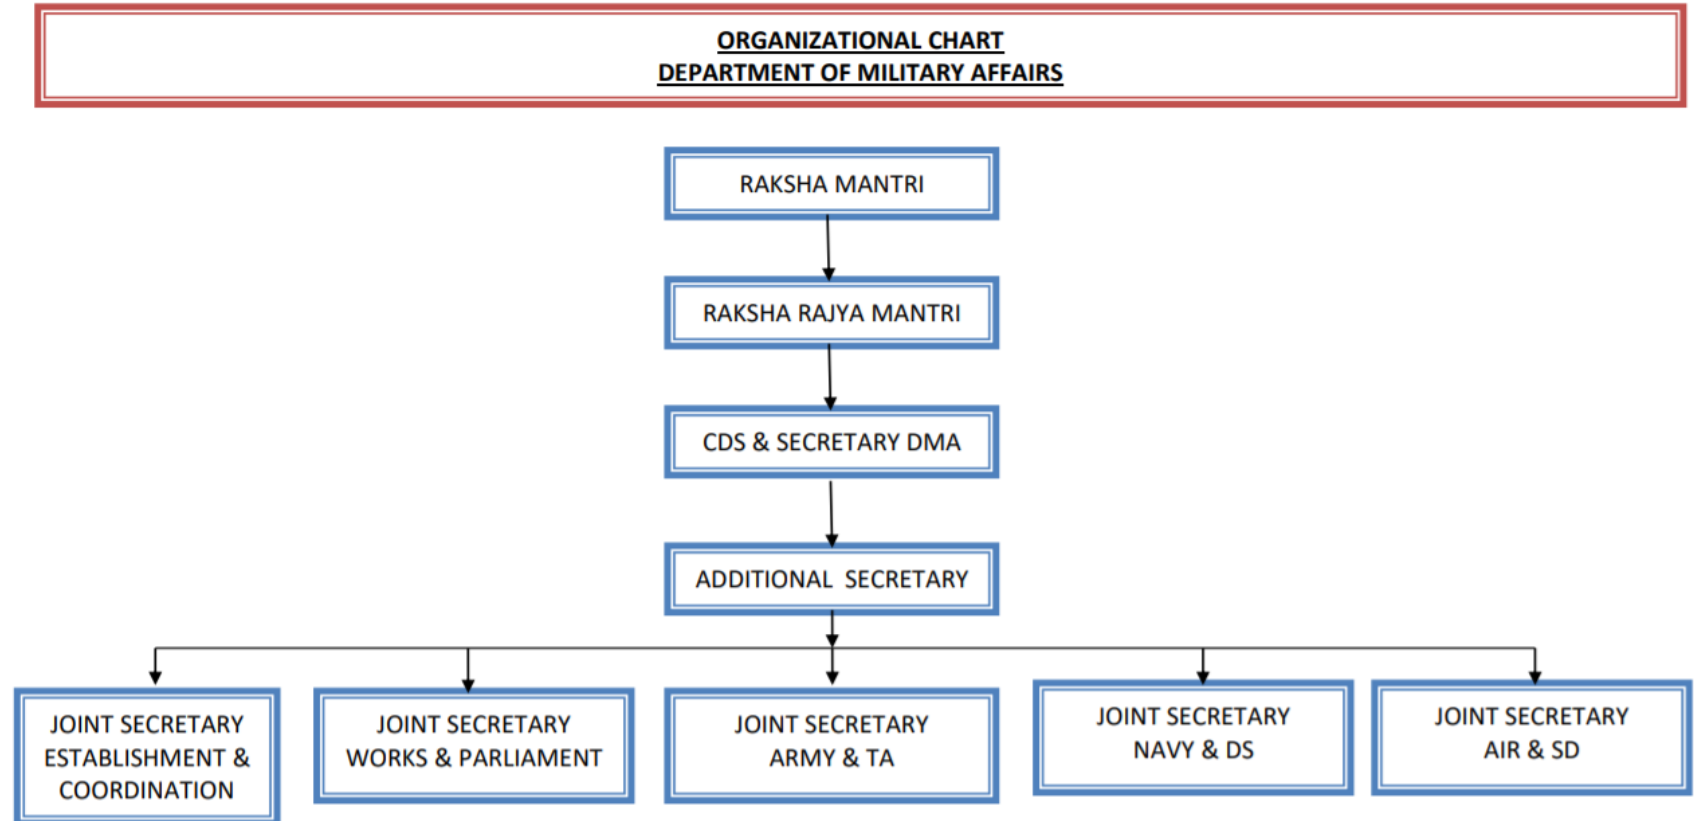 ORGANIZATIONAL CHART
DEPARTMENT OF MILITARY AFFAIRS
RAKSHA MANTRI
RAKSHA RAJYA MANTRI
CDS & SECRETARY DMA
ADDITIONAL SECRETARY
JOINT SECRETARY
ESTABLISHMENT &
COORDINATION
JOINT SECRETARY
WORKS & PARLIAMENT
JOINT SECRETARY
ARMY & TA
JOINT SECRETARY
NAVY & DS
JOINT SECRETARY
AIR & SD